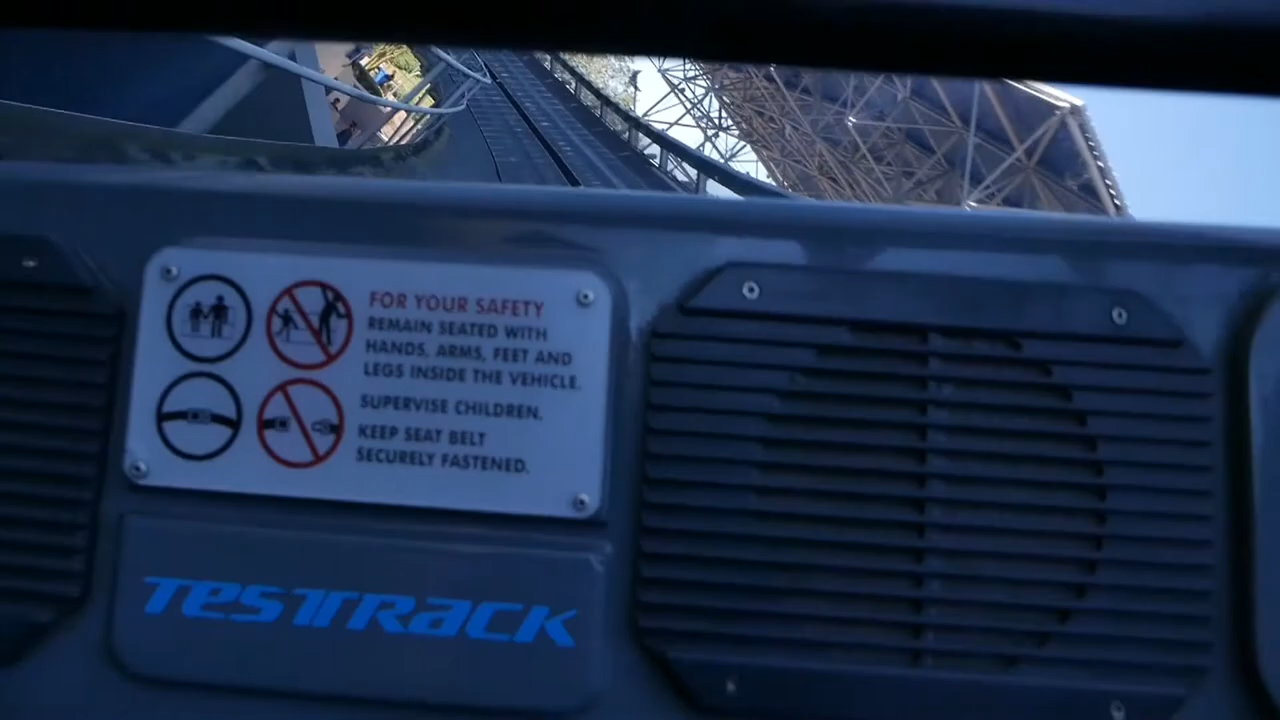 FOR YOUR SAFETY
REMAIN SEATED WITH
HANDS, ARMS, FEET AND
LEGS INSIDE THE VEHICLE.
SUPERVISE CHILDREN.
KEEP SEAT BELT
SECURELY FASTENED.
TESTTRACK